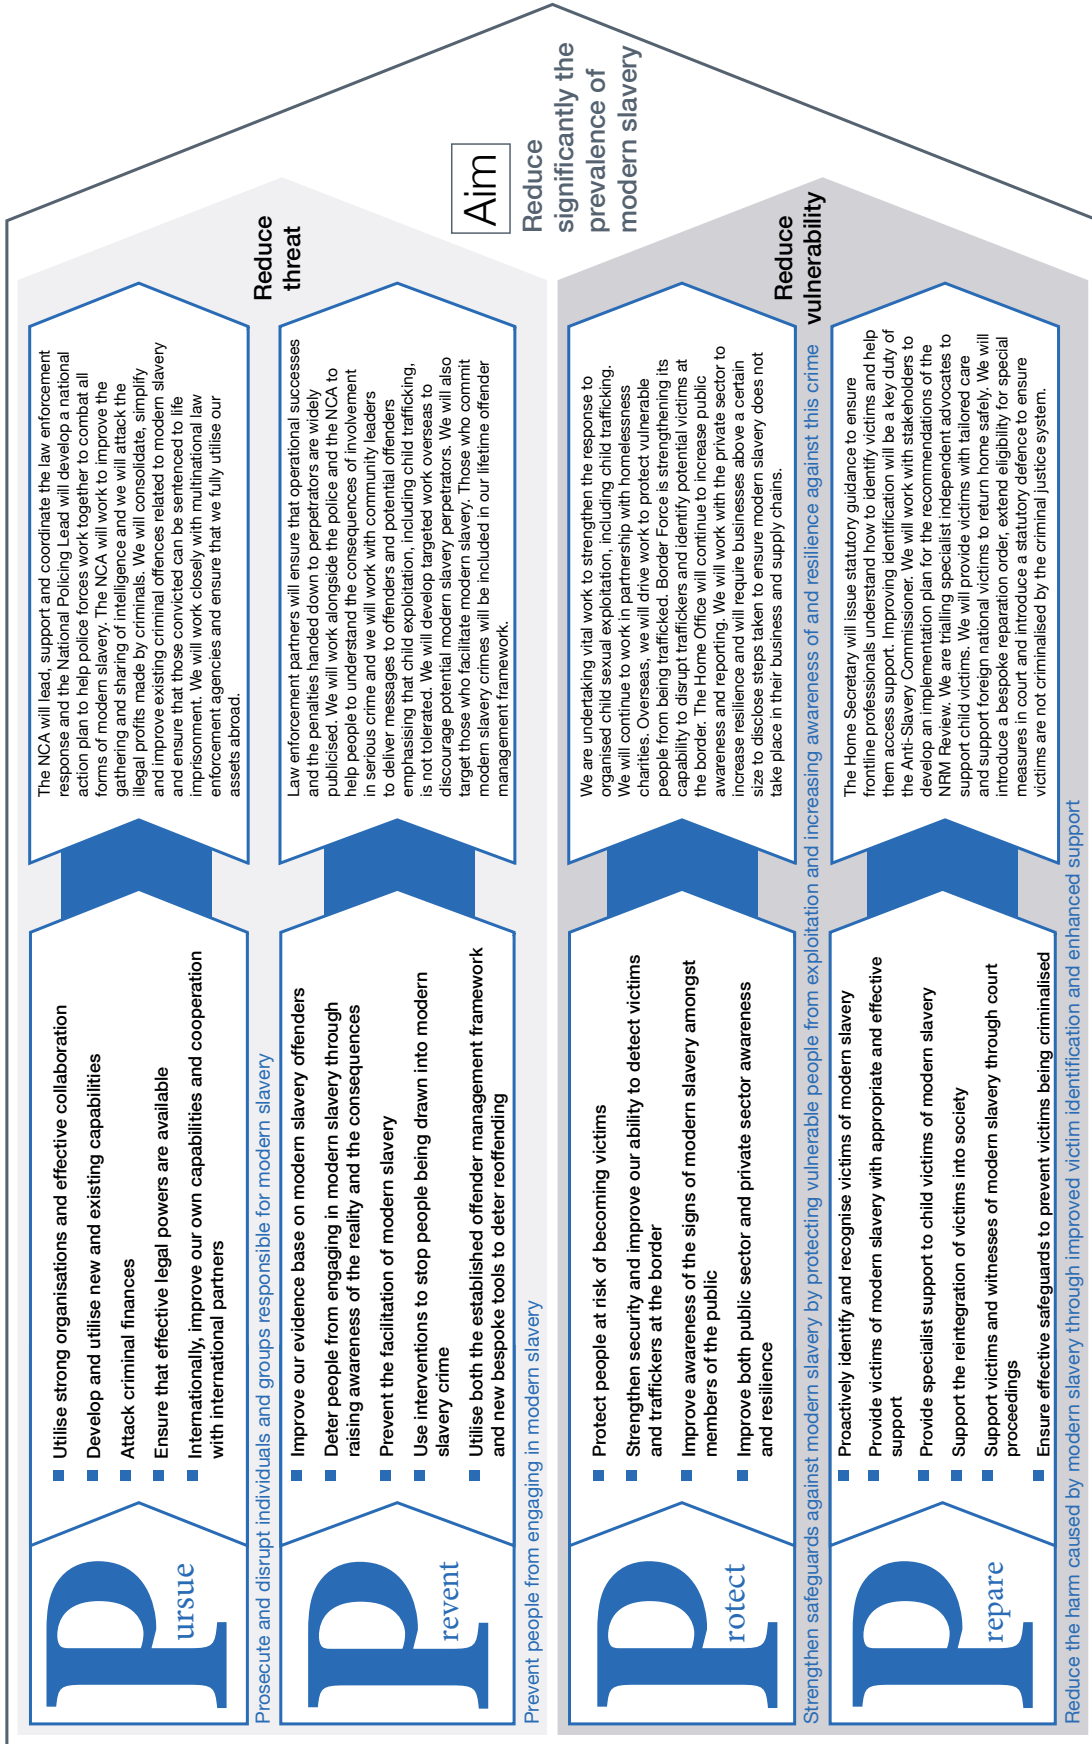 Pursue
Utilise strong organisations and effective collaboration
Develop and utilise new and existing capabilities
Attack criminal finances
Ensure that effective legal powers are available
Internationally, improve our own capabilities and cooperation
with international partners
The NCA will lead, support and coordinate the law enforcement
response and the National Policing Lead will develop a national
action plan to help police forces work together to combat all
forms of modern slavery. The NCA will work to improve the
gathering and sharing of intelligence and we will attack the
illegal profits made by criminals. We will consolidate, simplify
and improve existing criminal offences related to modern slavery
and ensure that those convicted can be sentenced to life
imprisonment. We will work closely with multinational law
enforcement agencies and ensure that we fully utilise our
assets abroad.
Prosecute and disrupt individuals and groups responsible for modern slavery
Prevent
Improve our evidence base on modern slavery offenders
Deter people from engaging in modern slavery through
raising awareness of the reality and the consequences
Prevent the facilitation of modern slavery
Use interventions to stop people being drawn into modern
slavery crime
Utilise both the established offender management framework
and new bespoke tools to deter reoffending
Law enforcement partners will ensure that operational successes
and the penalties handed down to perpetrators are widely
publicised. We will work alongside the police and the NCA to
help people to understand the consequences of involvement
in serious crime and we will work with community leaders
to deliver messages to offenders and potential offenders
emphasising that child exploitation, including child trafficking,
is not tolerated. We will develop targeted work overseas to
discourage potential modern slavery perpetrators. We will also
target those who facilitate modern slavery. Those who commit
modern slavery crimes will be included in our lifetime offender
management framework.
Prevent people from engaging in modern slavery
Reduce
threat
Protect
Protect people at risk of becoming victims
Strengthen security and improve our ability to detect victims
and traffickers at the border
Improve awareness of the signs of modern slavery amongst
members of the public
Improve both public sector and private sector awareness
and resilience
We are undertaking vital work to strengthen the response to
organised child sexual exploitation, including child trafficking.
We will continue to work in partnership with homelessness
charities. Overseas, we will drive work to protect vulnerable
people from being trafficked. Border Force is strengthening its
capability to disrupt traffickers and identify potential victims at
the border. The Home Office will continue to increase public
awareness and reporting. We will work with the private sector to
increase resilience and will require businesses above a certain
size to disclose steps taken to ensure modern slavery does not
take place in their business and supply chains.
Strengthen safeguards against modern slavery by protecting vulnerable people from exploitation and increasing awareness of and resilience against this crime
Prepare
Proactively identify and recognise victims of modern slavery
Provide victims of modern slavery with appropriate and effective
support
Provide specialist support to child victims of modern slavery
Support the reintegration of victims into society
Support victims and witnesses of modern slavery through court
proceedings
Ensure effective safeguards to prevent victims being criminalised
The Home Secretary will issue statutory guidance to ensure
frontline professionals understand how to identify victims and help
them access support. Improving identification will be a key duty of
the Anti-Slavery Commissioner. We will work with stakeholders to
develop an implementation plan for the recommendations of the
NRM Review. We are trialling specialist independent advocates to
support child victims. We will provide victims with tailored care
and support foreign national victims to return home safely. We will
introduce a bespoke reparation order, extend eligibility for special
measures in court and introduce a statutory defence to ensure
victims are not criminalised by the criminal justice system.
Reduce the harm caused by modern slavery through improved victim identification and enhanced support
Reduce
vulnerability
Aim
Reduce
significantly the
prevalence of
modern slavery